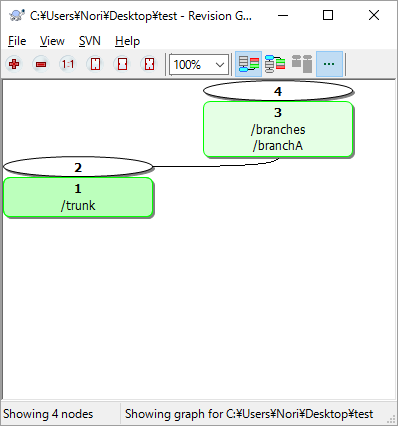 C:¥Users¥Nori¥Desktop¥test - Revision G...
File View SVN Help
1:1 100%
4
3
/branches
/branchA
2
1
/trunk
Showing 4 nodes Showing graph for C:¥Users¥Nori¥Desktop¥test